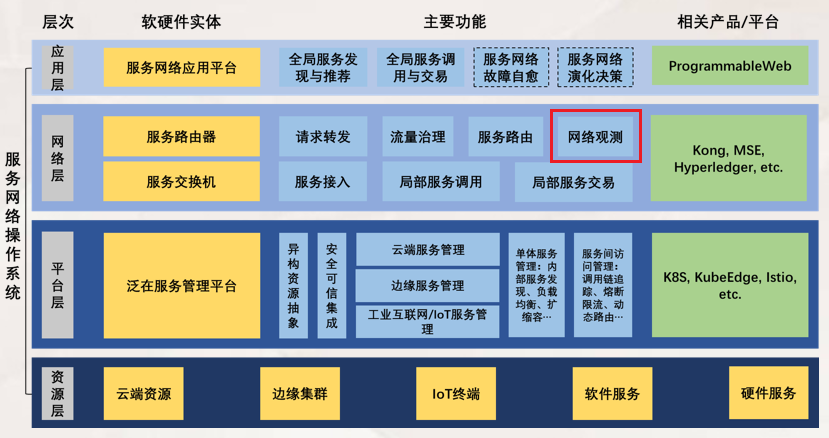 层次
软硬件实体
主要功能
相关产品/平台
服务网络操作系统
应用层
服务网络应用平台
全局服务发
现与推荐
全局服务调
用与交易
服务网络
故障自愈
服务网络
演化决策
ProgrammableWeb
网络层
服务路由器
请求转发
流量治理
服务路由
网络观测
服务交换机
服务接入
局部服务调用
局部服务交易
Kong, MSE,
Hyperledger, etc.
平台层
泛在服务管理平台
异构资源抽象
安全可信集成
云端服务管理
边缘服务管理
工业互联网/IoT服务管
理
单体服务
管理：内
部服务发
现、负载
均衡、扩
缩容…
服务间访
问管理：
调用链追
踪、熔断
限流、动
态路由…
K8S, KubeEdge, Istio,
etc.
资源层
云端资源
边缘集群
IoT终端
软件服务
硬件服务